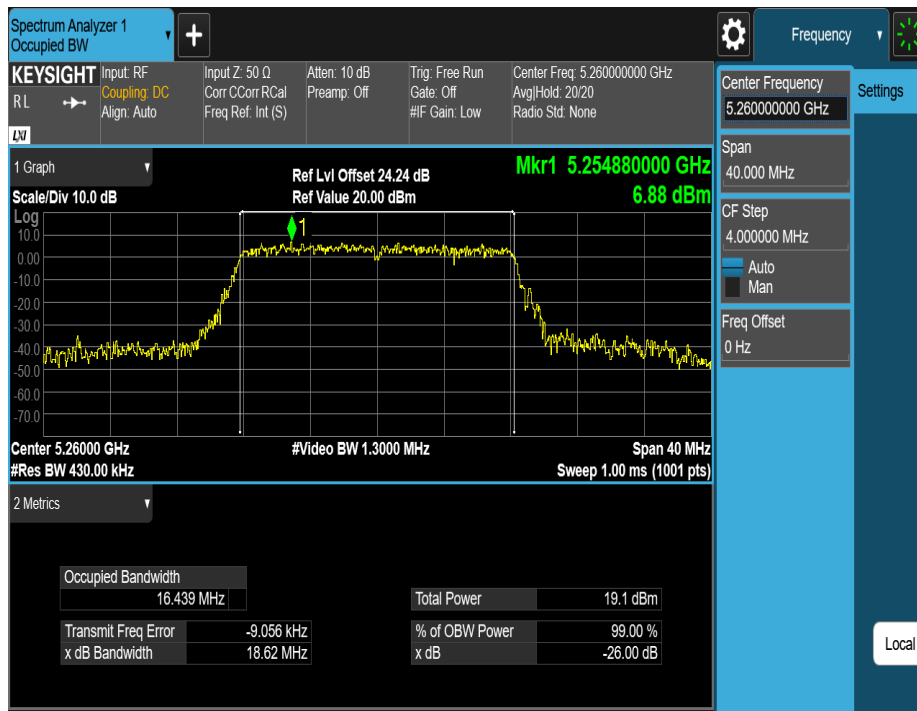 Spectrum Analyzer 1
Occupied BW
Frequency
KEYSIGHT
RL
LXI
Input: RF
Coupling: DC
Align: Auto
Input Z: 50 Ω
Corr CCorr RCal
Freq Ref: Int (S)
Atten: 10 dB
Preamp: Off
Trig: Free Run
Gate: Off
#IF Gain: Low
Center Freq: 5.260000000 GHz
Avg|Hold: 20/20
Radio Std: None
Center Frequency
5.260000000 GHz
Settings
Span
40.000 MHz
CF Step
4.000000 MHz
Auto
Man
Freq Offset
0 Hz
Local
1 Graph
Scale/Div 10.0 dB
Ref Lvl Offset 24.24 dB
Ref Value 20.00 dBm
Mkr1 5.254880000 GHz
6.88 dBm
Log
1
10.0
0.00
-10.0
-20.0
-30.0
-40.0
-50.0
-60.0
-70.0
Center 5.26000 GHz
#Video BW 1.3000 MHz
Span 40 MHz
#Res BW 430.00 kHz
Sweep 1.00 ms (1001 pts)
2 Metrics
Occupied Bandwidth
16.439 MHz
Total Power 19.1 dBm
Transmit Freq Error -9.056 kHz
% of OBW Power 99.00 %
x dB Bandwidth 18.62 MHz
x dB -26.00 dB